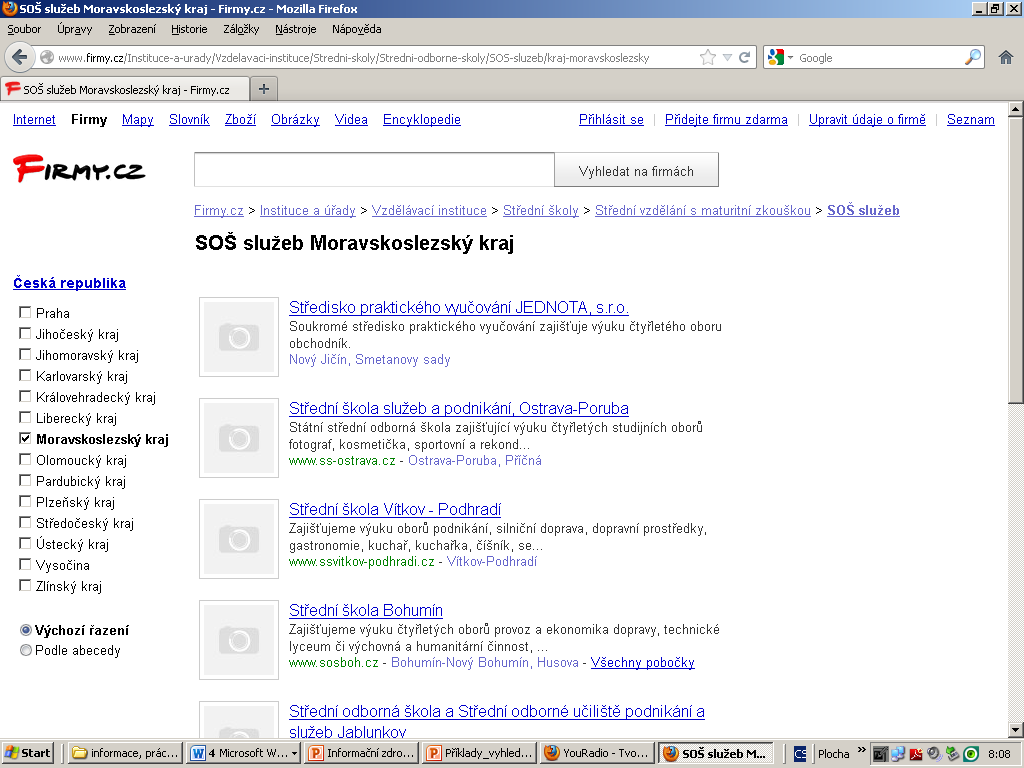 SOŠ služeb Moravskoslezský kraj - Firmy.cz - Mozilla Firefox
Soubor Úpravy Zobrazení Historie Záložky Nástroje Nápověda
www.firmy.cz/Instituce-a-urady/Vzdelavaci-instituce/Stredni-skoly/Stredni-odborne-skoly/SOS-sluzeb/kraj-moravskoslezsky
Google
SOŠ služeb Moravskoslezský kraj - Firmy.cz
Internet Firmy Mapy Slovník Zboží Obrázky Videa Encyklopedie
Přihlásit se Přidejte firmu zdarma Upravit údaje o firmě Seznam
FIRMY.CZ
Vyhledat na firmách
Firmy.cz > Instituce a úřady > Vzdělávací instituce > Střední školy > Střední vzdělání s maturitní zkouškou > SOŠ služeb
SOŠ služeb Moravskoslezský kraj
Česká republika
Praha
Jihočeský kraj
Jihomoravský kraj
Karlovarský kraj
Královehradecký kraj
Liberecký kraj
Moravskoslezský kraj
Olomoucký kraj
Pardubický kraj
Plzeňský kraj
Středočeský kraj
Ústecký kraj
Vysočina
Zlínský kraj
Výchozí řazení
Podle abecedy
Středisko praktického vyučování JEDNOTA, s.r.o.
Soukromé středisko praktického vyučování zajišťuje výuku čtyřletého oboru
obchodník.
Nový Jičín, Smetanovy sady
Střední škola služeb a podnikání, Ostrava-Poruba
Státní střední odborná škola zajišťující výuku čtyřletých studijních oborů
fotograf, kosmetička, sportovní a rekond...
www.ss-ostrava.cz - Ostrava-Poruba, Příčná
Střední škola Vítkov - Podhradí
Zajišťujeme výuku oborů podnikání, silniční doprava, dopravní prostředky,
gastronomie, kuchař, kuchařka, číšník, se...
www.ssvitkov-podhradi.cz - Vítkov-Podhradí
Střední škola Bohumín
Zajišťujeme výuku čtyřletých oborů provoz a ekonomika dopravy, technické
lyceum či výchovná a humanitární činnost, ...
www.sosboh.cz - Bohumín-Nový Bohumín, Husova - Všechny pobočky
Střední odborná škola a Střední odborné učiliště podnikání a
služeb Jablunkov
Start informace, prác... 4 Microsoft W... Informační zdro... Příklady_vyhled... YouRadio - Tvo... SOŠ služeb M... CS Plocha » 8:08